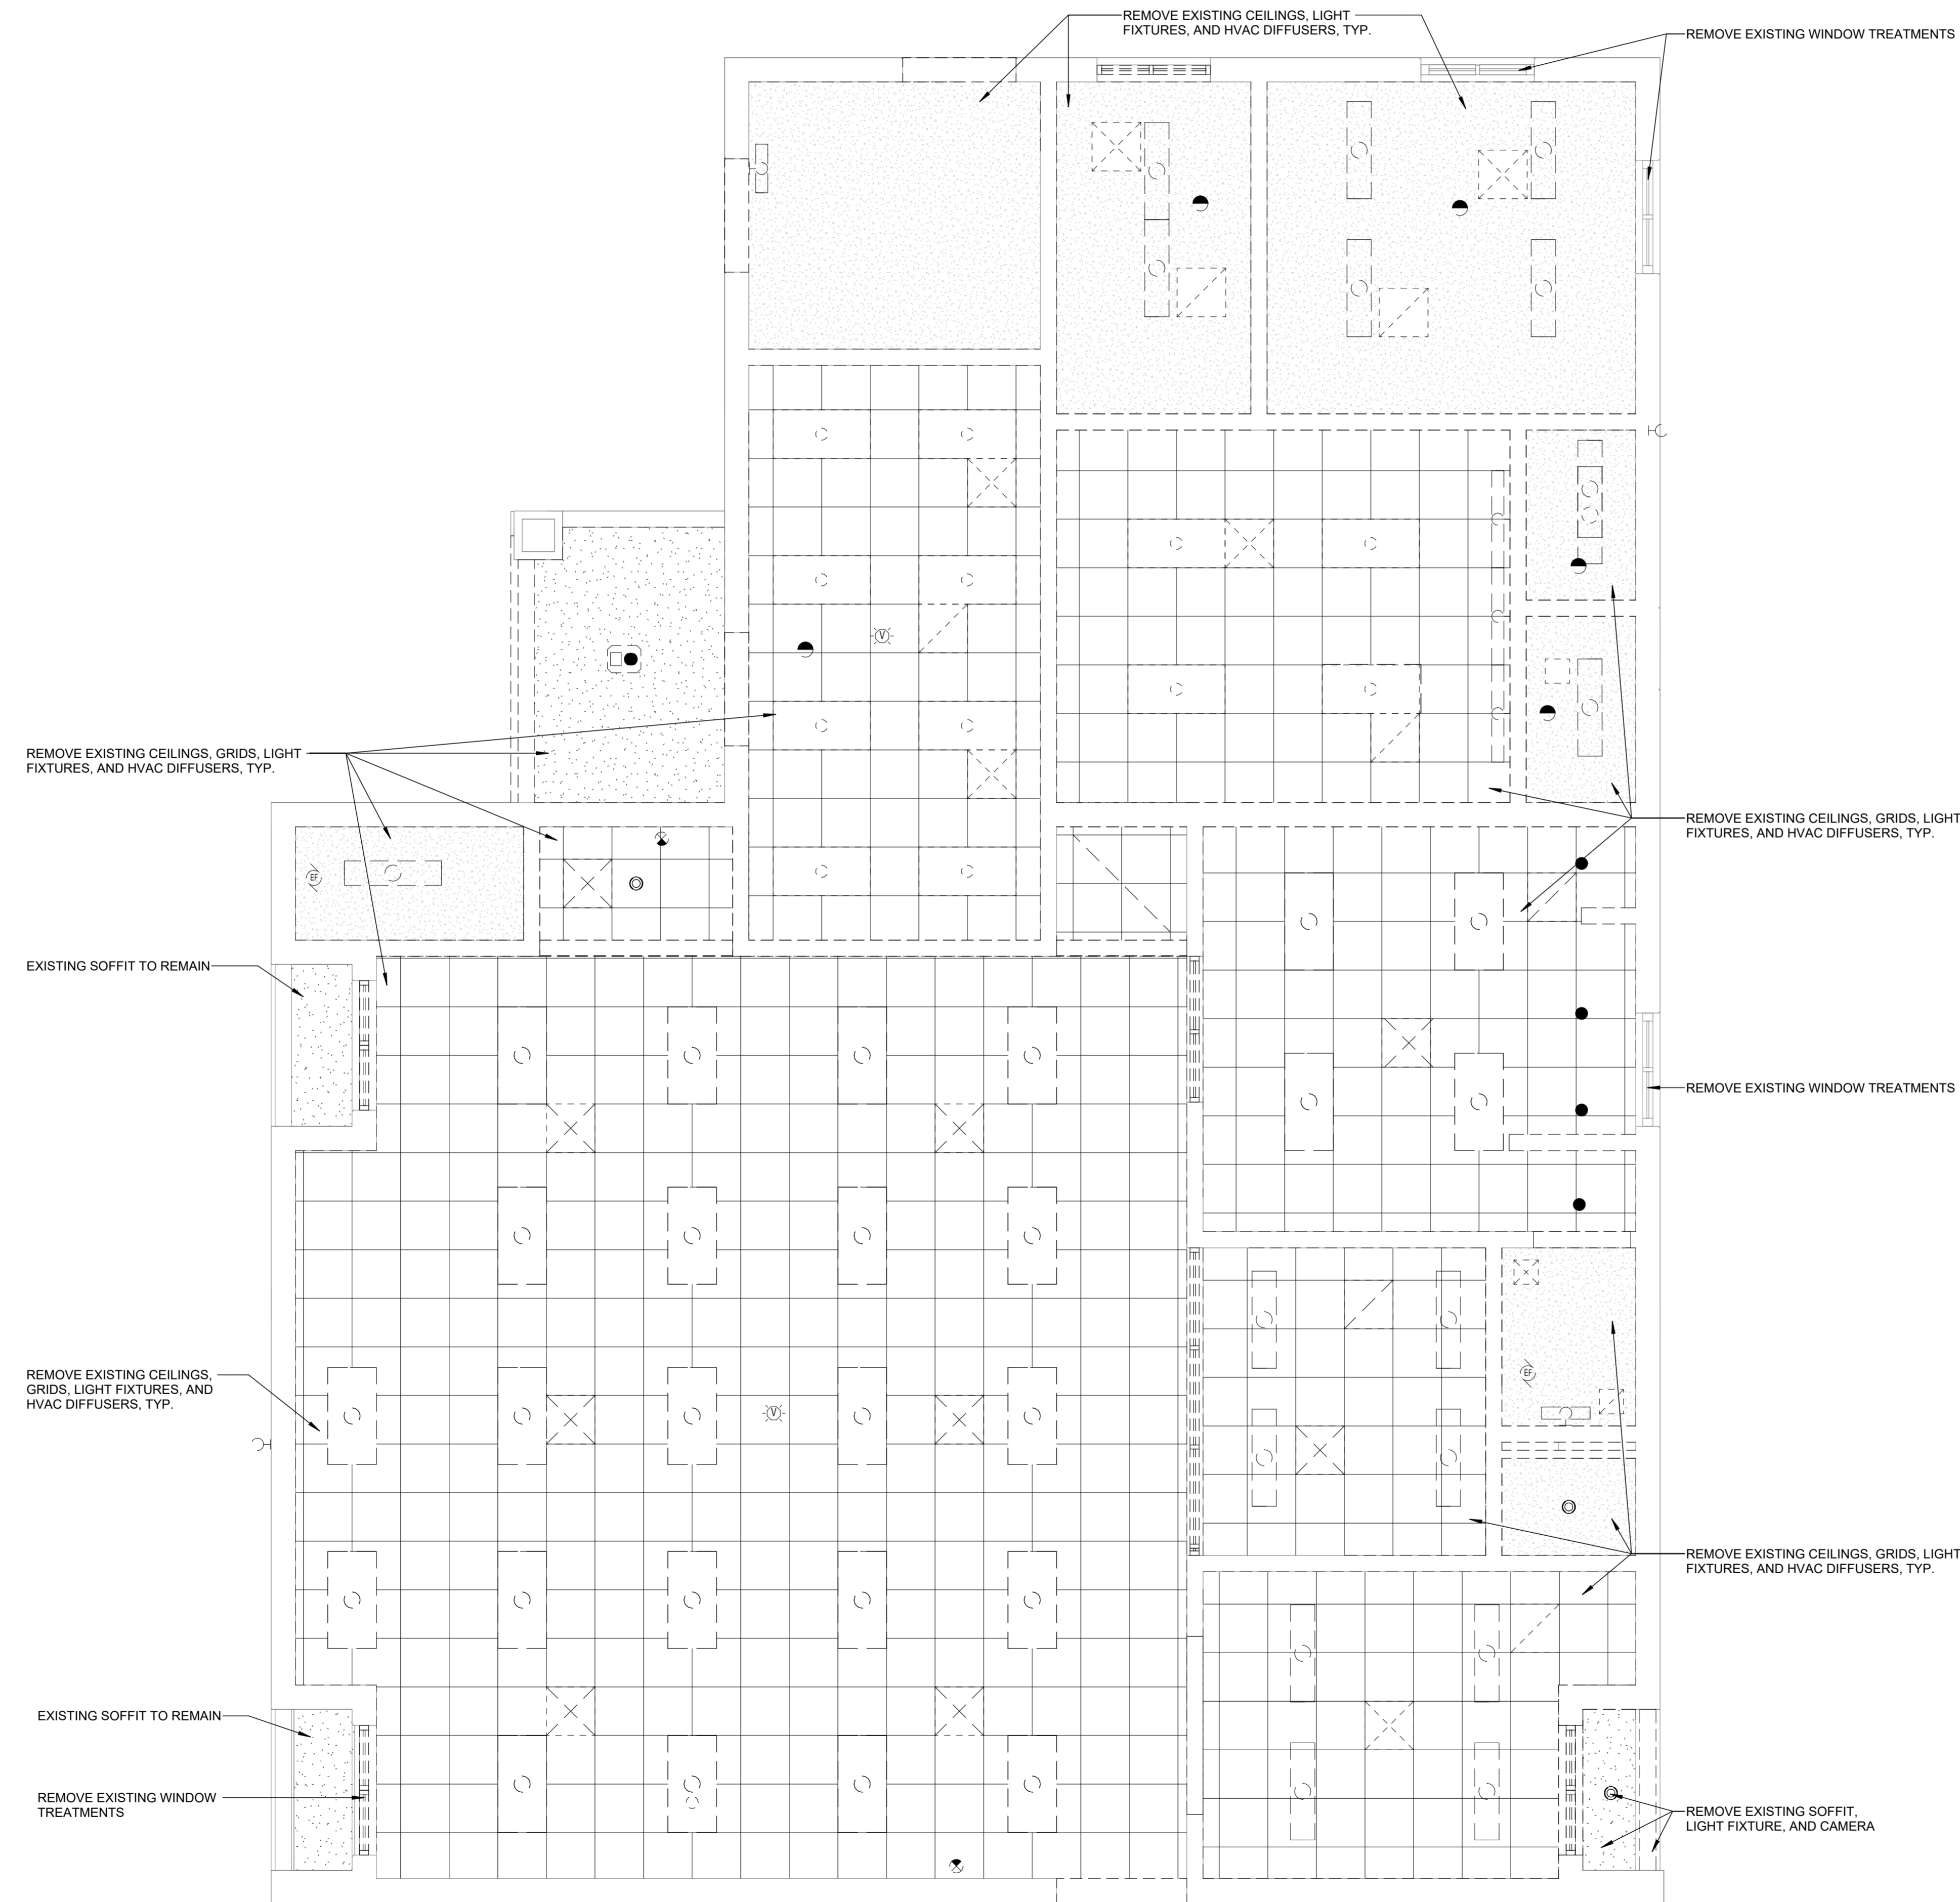 REMOVE EXISTING CEILINGS, LIGHT
FIXTURES, AND HVAC DIFFUSERS, TYP.
REMOVE EXISTING WINDOW TREATMENTS
V
REMOVE EXISTING CEILINGS, GRIDS, LIGHT
FIXTURES, AND HVAC DIFFUSERS, TYP.
REMOVE EXISTING CEILINGS, GRIDS, LIGHT
FIXTURES, AND HVAC DIFFUSERS, TYP.
EF
EXISTING SOFFIT TO REMAIN
REMOVE EXISTING WINDOW TREATMENTS
REMOVE EXISTING CEILINGS,
GRIDS, LIGHT FIXTURES, AND
HVAC DIFFUSERS, TYP.
EF
V
REMOVE EXISTING CEILINGS, GRIDS, LIGHT
FIXTURES, AND HVAC DIFFUSERS, TYP.
EXISTING SOFFIT TO REMAIN
REMOVE EXISTING WINDOW
TREATMENTS
REMOVE EXISTING SOFFIT,
LIGHT FIXTURE, AND CAMERA